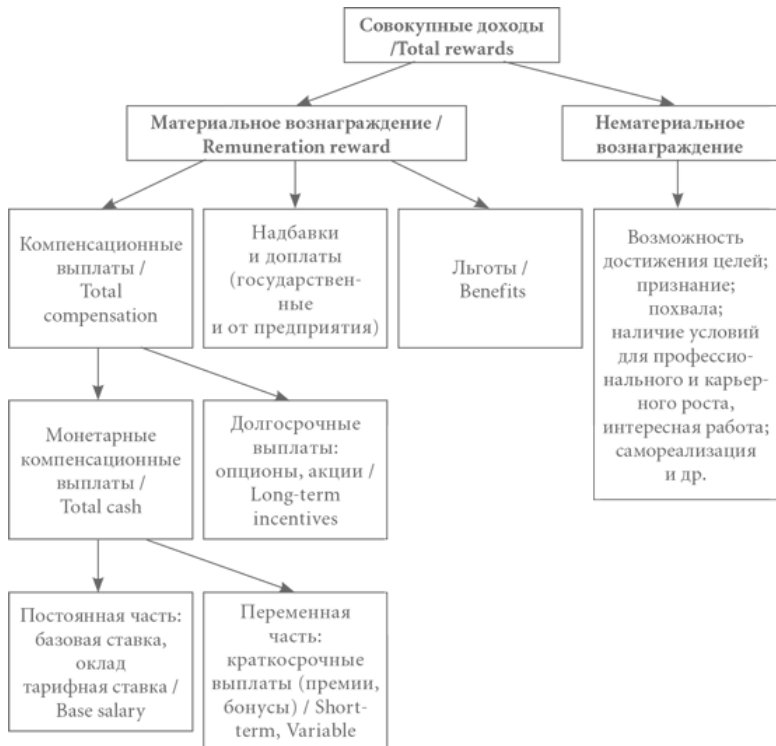 Совокупные доходы
/Total rewards
Материальное вознаграждение /
Remuneration reward
Нематериальное
вознаграждение
Компенсационные
выплаты /
Total
compensation
Надбавки
и доплаты
(государствен-
ные
и от предприятия)
Льготы /
Benefits
Возможность
достижения целей;
признание;
похвала;
наличие условий
для профессио-
нального и карьер-
ного роста,
интересная работа;
самореализация
и др.
Монетарные
компенсационные
выплаты /
Total cash
Долгосрочные
выплаты:
опционы, акции /
Long-term
incentives
Постоянная часть:
базовая ставка,
оклад
тарифная ставка /
Base salary
Переменная
часть:
краткосрочные
выплаты (премии,
бонусы) / Short-
term, Variable